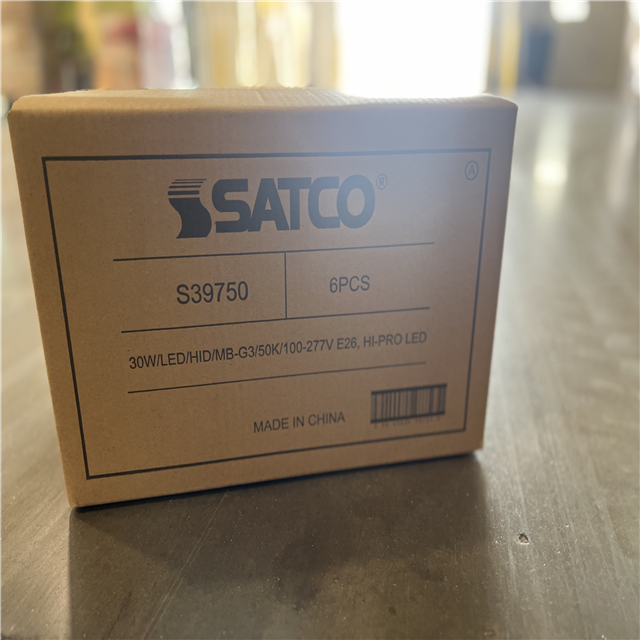 SATCO®
A
S39750
6PCS
30W/LED/HID/MB-G3/50K/100-277V E26, HI-PRO LED
MADE IN CHINA